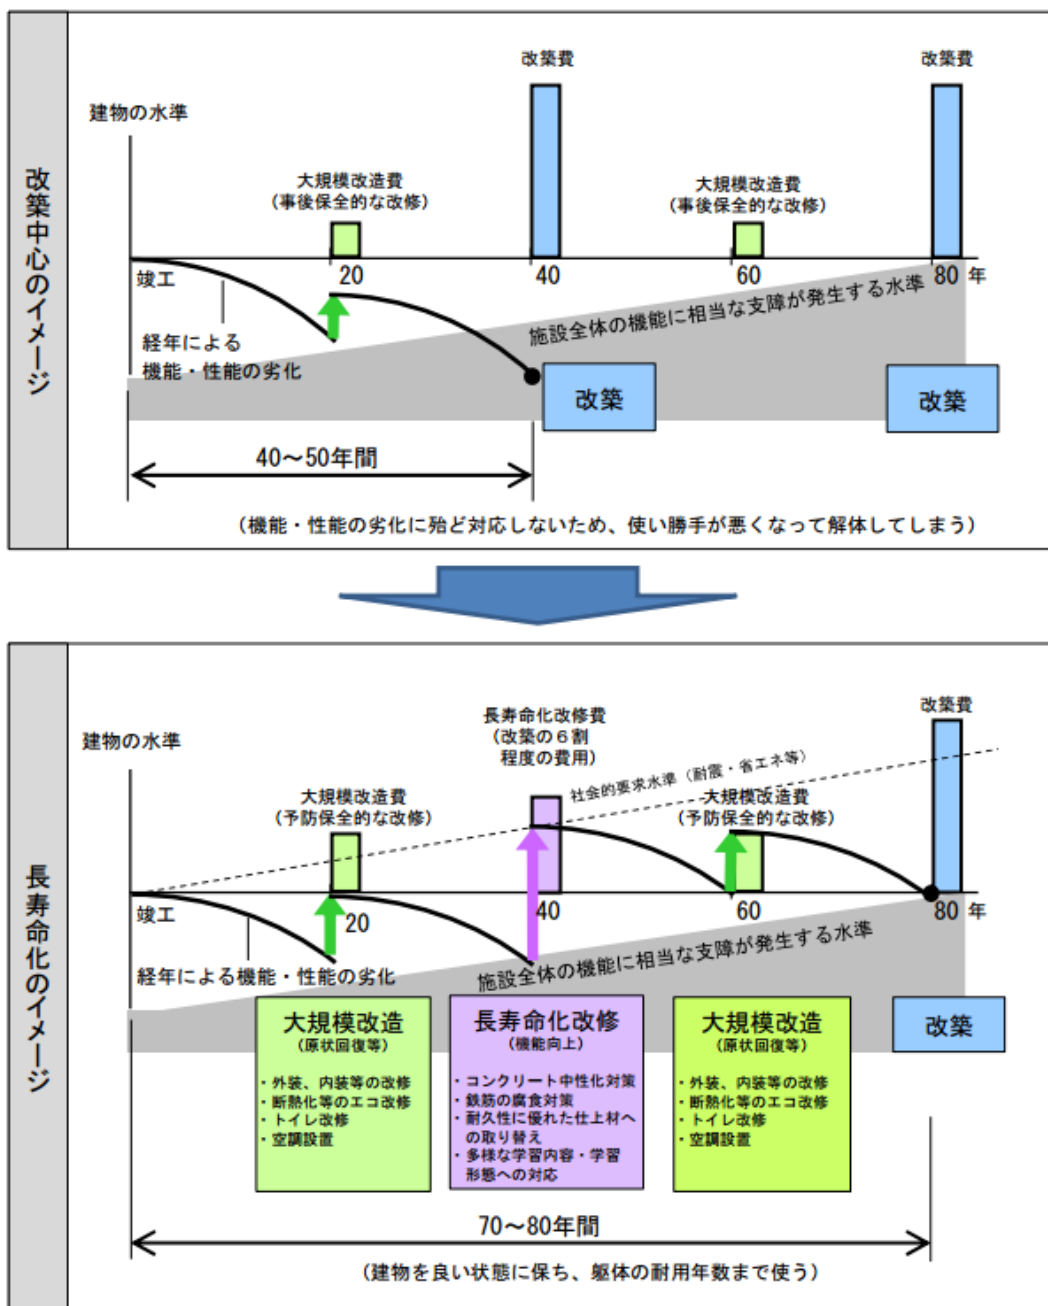 改築中心のイメージ
建物の水準
改築費
改築費
大規模改造費
（事後保全的な改修）
大規模改造費
（事後保全的な改修）
竣工
20
40
60
80 年
経年による
機能・性能の劣化
施設全体の機能に相当な支障が発生する水準
改築
改築
40～50年間
（機能・性能の劣化に殆ど対応しないため、使い勝手が悪くなって解体してしまう）
長寿命化のイメージ
建物の水準
長寿命化改修費
（改築の６割
程度の費用）
改築費
社会的要求水準（耐震・省エネ等）
大規模改造費
（予防保全的な改修）
大規模改造費
（予防保全的な改修）
竣工
20
40
60
80 年
経年による機能・性能の劣化
施設全体の機能に相当な支障が発生する水準
大規模改造
（原状回復等）
・外装、内装等の改修
・断熱化等のエコ改修
・トイレ改修
・空調設置
長寿命化改修
（機能向上）
・コンクリート中性化対策
・鉄筋の腐食対策
・耐久性に優れた仕上材へ
の取り替え
・多様な学習内容・学習
形態への対応
大規模改造
（原状回復等）
・外装、内装等の改修
・断熱化等のエコ改修
・トイレ改修
・空調設置
改築
70～80年間
（建物を良い状態に保ち、躯体の耐用年数まで使う）